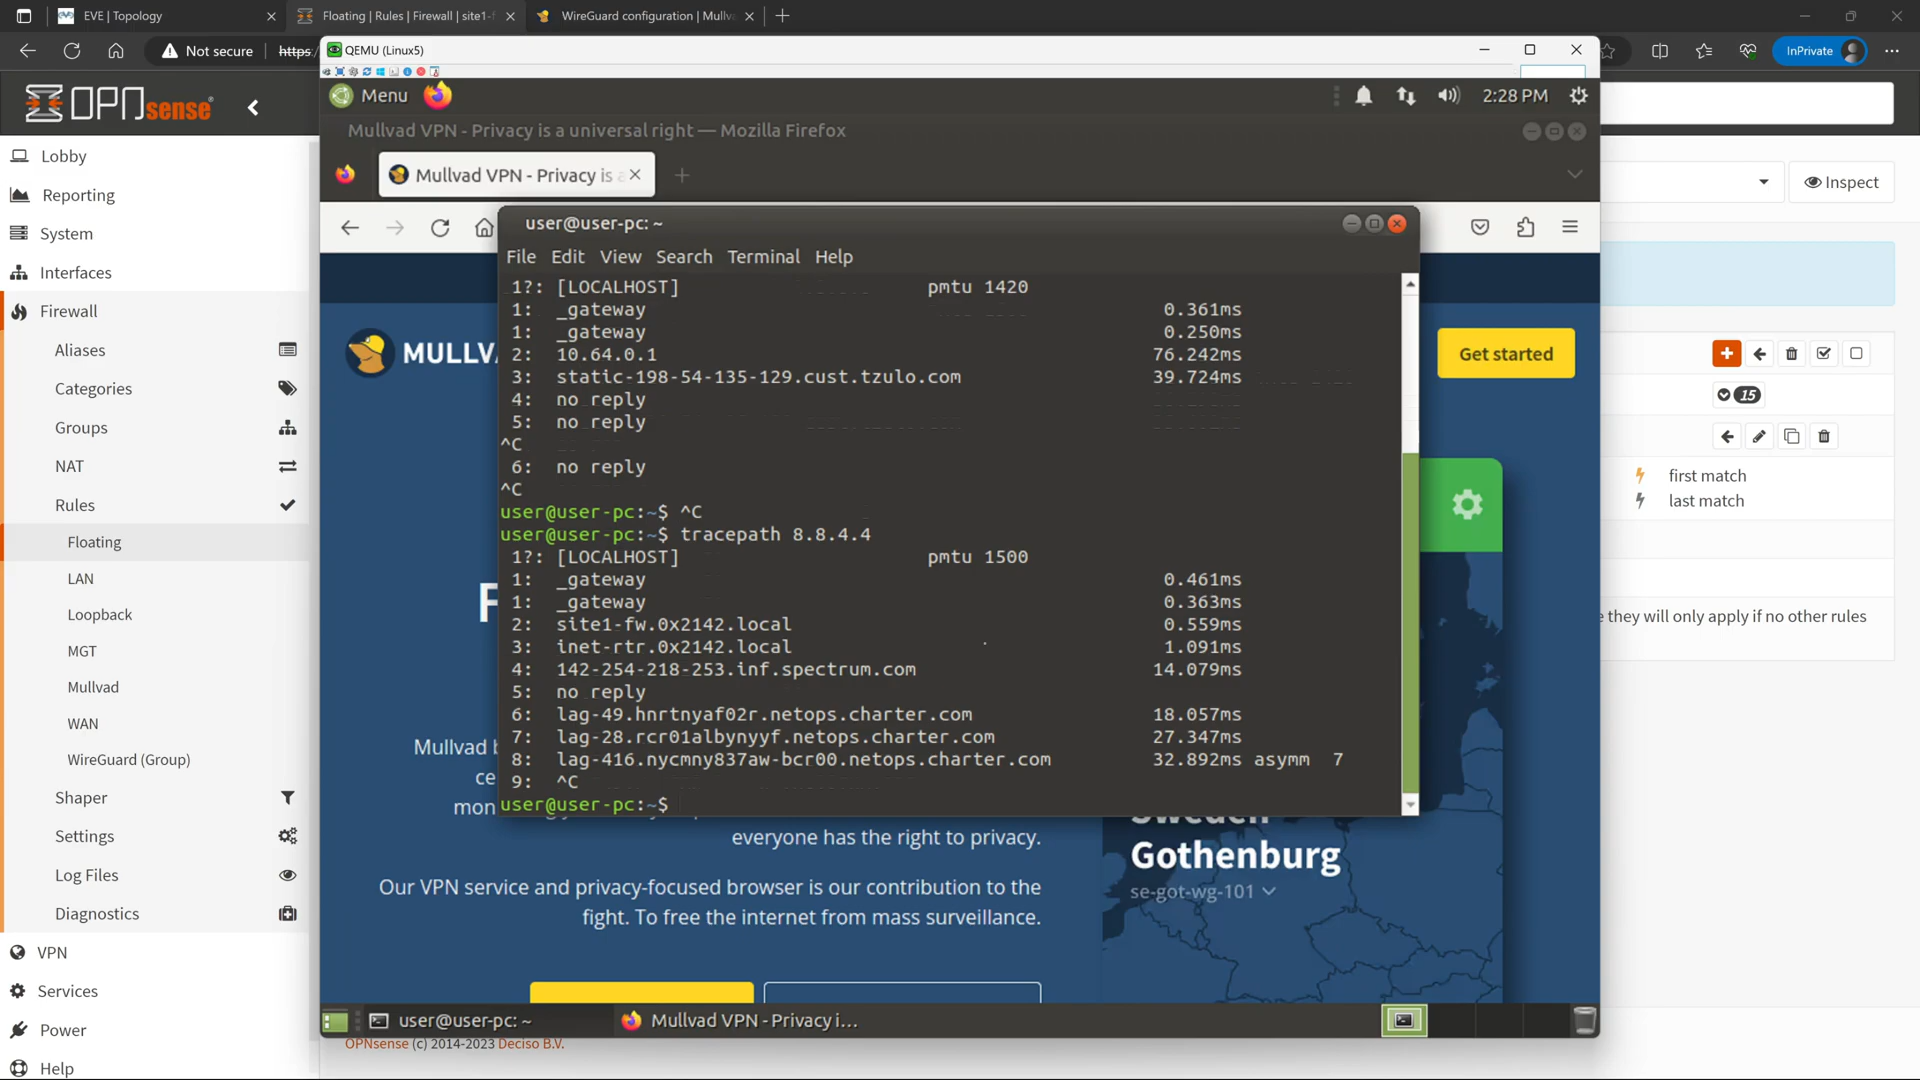 EVE | Topology
Floating | Rules | Firewall | site1-f
WireGuard configuration | Mullva
Not secure
https:
InPrivate
QEMU (Linux5)
OPNsense
Menu
2:28 PM
Mullvad VPN - Privacy is a universal right — Mozilla Firefox
Mullvad VPN - Privacy is a
Inspect
Lobby
Reporting
System
Interfaces
Firewall
Aliases
Categories
Groups
NAT
Rules
Floating
LAN
Loopback
MGT
Mullvad
WAN
WireGuard (Group)
Shaper
Settings
Log Files
Diagnostics
VPN
Services
Power
Help
user@user-pc: ~
File Edit View Search Terminal Help
1?: [LOCALHOST] pmtu 1420
1: _gateway 0.361ms
1: _gateway 0.250ms
2: 10.64.0.1 76.242ms
3: static-198-54-135-129.cust.tzulo.com 39.724ms
4: no reply
5: no reply
^C
6: no reply
^C
user@user-pc:~$ ^C
user@user-pc:~$ tracepath 8.8.4.4
1?: [LOCALHOST] pmtu 1500
1: _gateway 0.461ms
1: _gateway 0.363ms
2: site1-fw.0x2142.local 0.559ms
3: inet-rtr.0x2142.local 1.091ms
4: 142-254-218-253.inf.spectrum.com 14.079ms
5: no reply
6: lag-49.hnrtnyaf02r.netops.charter.com 18.057ms
7: lag-28.rcr01albynyyf.netops.charter.com 27.347ms
8: lag-416.nycmny837aw-bcr00.netops.charter.com 32.892ms asymm 7
9: ^C
user@user-pc:~$
MULLV
Get started
F
Mullvad
ce
mon
everyone has the right to privacy.
Our VPN service and privacy-focused browser is our contribution to the
fight. To free the internet from mass surveillance.
Sweden
Gothenburg
se-got-wg-101
15
first match
last match
they will only apply if no other rules
user@user-pc: ~
Mullvad VPN - Privacy i...
OPNsense (c) 2014-2023 Deciso B.V.